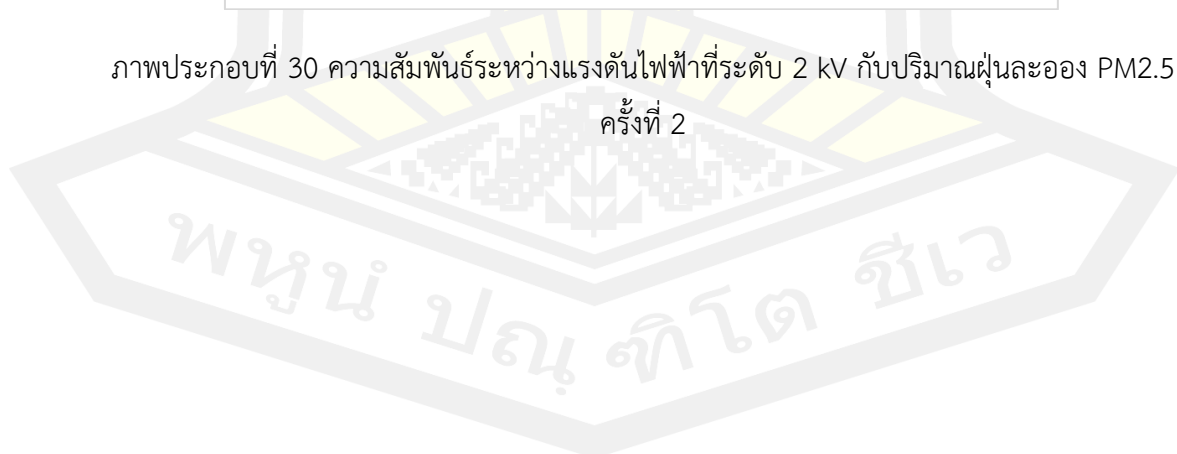 ภาพประกอบที่ 30 ความสัมพันธ์ระหว่างแรงดันไฟฟ้าที่ระดับ 2 kV กับปริมาณฝุ่นละออง PM2.5
ครั้งที่ 2
พหูนํ ปณฺฑิโต ชีเว